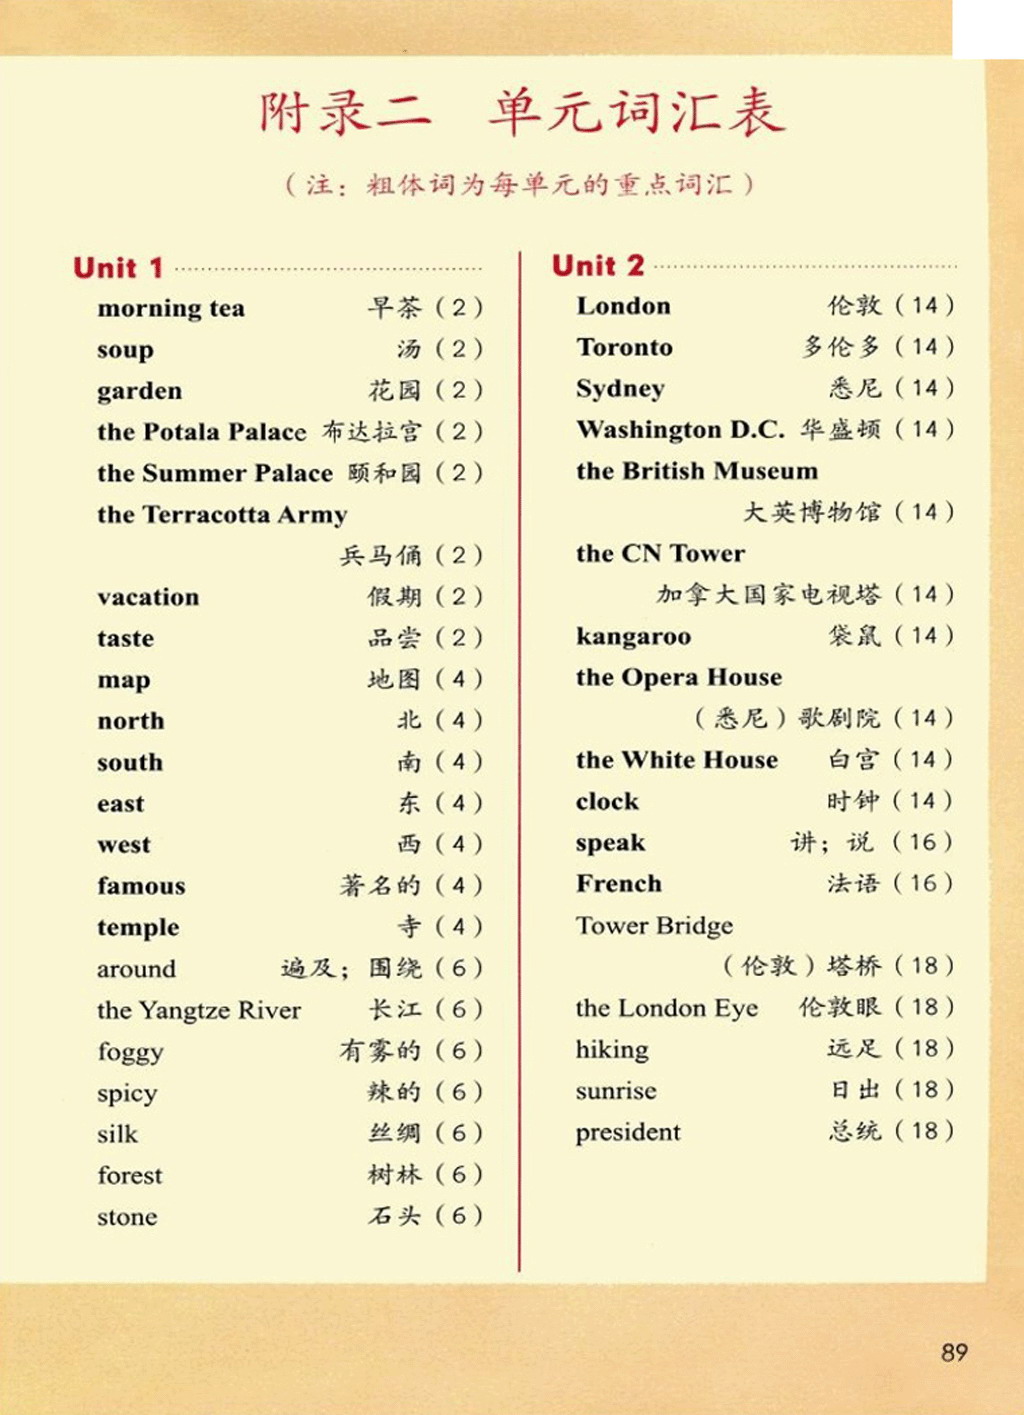 附录二 单元词汇表
（注：粗体词为每单元的重点词汇）
Unit 1
morning tea 早茶（2）
soup 汤（2）
garden 花园（2）
the Potala Palace 布达拉宫（2）
the Summer Palace 颐和园（2）
the Terracotta Army
兵马俑（2）
vacation 假期（2）
taste 品尝（2）
map 地图（4）
north 北（4）
south 南（4）
east 东（4）
west 西（4）
famous 著名的（4）
temple 寺（4）
around 遍及；围绕（6）
the Yangtze River 长江（6）
foggy 有雾的（6）
spicy 辣的（6）
silk 丝绸（6）
forest 树林（6）
stone 石头（6）
Unit 2
London 伦敦（14）
Toronto 多伦多（14）
Sydney 悉尼（14）
Washington D.C. 华盛顿（14）
the British Museum
大英博物馆（14）
the CN Tower
加拿大国家电视塔（14）
kangaroo 袋鼠（14）
the Opera House
（悉尼）歌剧院（14）
the White House 白宫（14）
clock 时钟（14）
speak 讲；说（16）
French 法语（16）
Tower Bridge
（伦敦）塔桥（18）
the London Eye 伦敦眼（18）
hiking 远足（18）
sunrise 日出（18）
president 总统（18）
89